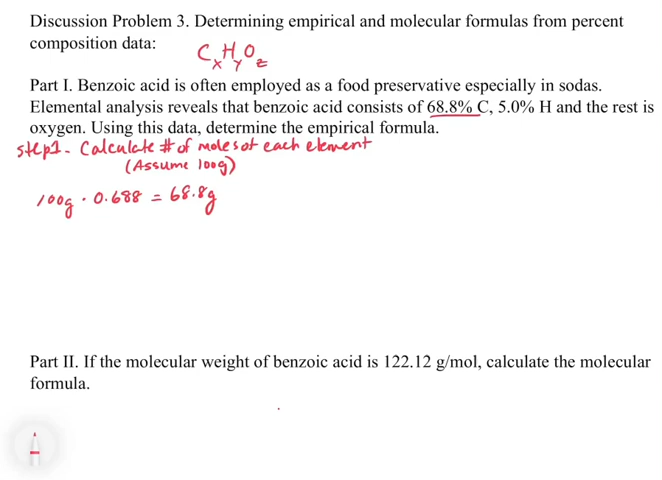 Discussion Problem 3. Determining empirical and molecular formulas from percent
composition data:
CxHyOz
Part I. Benzoic acid is often employed as a food preservative especially in sodas.
Elemental analysis reveals that benzoic acid consists of 68.8% C, 5.0% H and the rest is
oxygen. Using this data, determine the empirical formula.
Step1 - Calculate # of moles of each element
(Assume 100g)
100g · 0.688 = 68.8g
Part II. If the molecular weight of benzoic acid is 122.12 g/mol, calculate the molecular
formula.